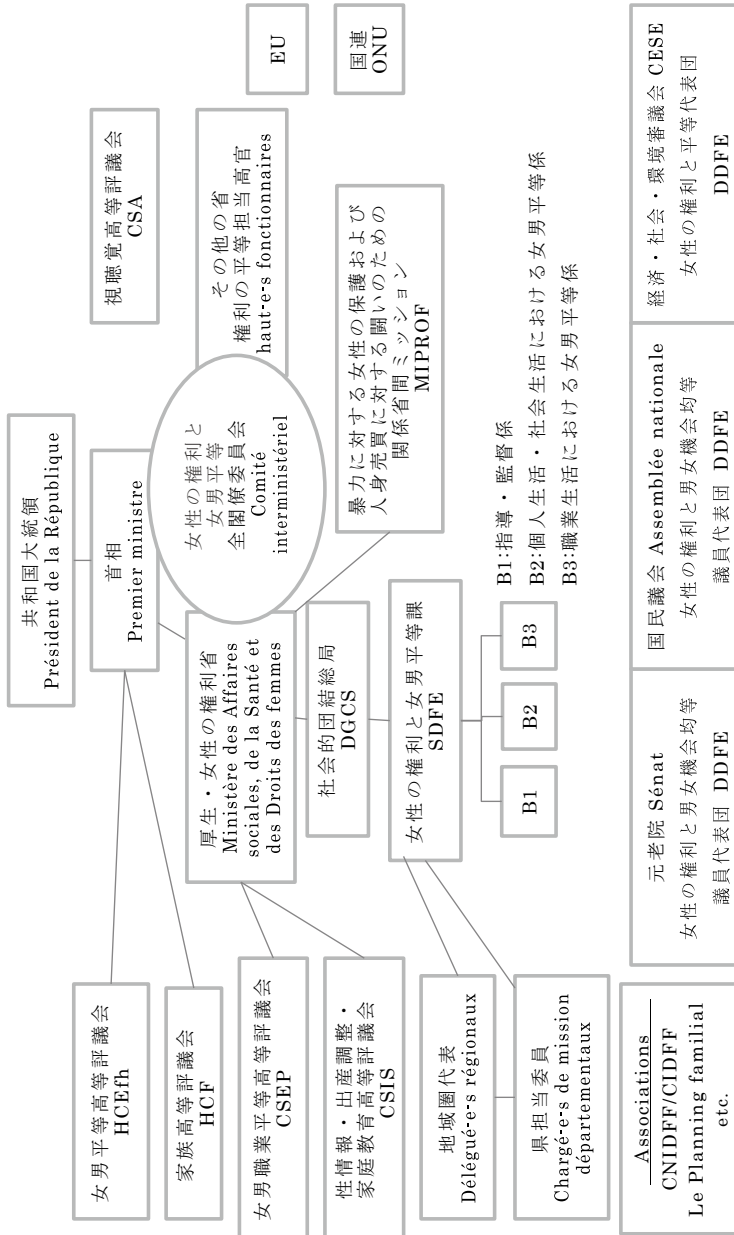 共和国大統領
Président de la République
首相
Premier ministre
視聴覚高等評議会
CSA
EU
国連
ONU
女男平等高等評議会
HCEfh
家族高等評議会
HCF
女男職業平等高等評議会
CSEP
性情報・出産調整・
家庭教育高等評議会
CSIS
厚生・女性の権利省
Ministère des Affaires
sociales, de la Santé et
des Droits des femmes
女性の権利と
女男平等
全閣僚委員会
Comité
interministériel
その他の省
権利の平等担当高官
haut-e-s fonctionnaires
社会的団結総局
DGCS
暴力に対する女性の保護および
人身売買に対する闘いのための
関係省間ミッション
MIPROF
女性の権利と女男平等課
SDFE
地域圏代表
Délégué-e-s régionaux
県担当委員
Chargé-e-s de mission
départementaux
B1
B2
B3
B1:指導・監督係
B2:個人生活・社会生活における女男平等係
B3:職業生活における女男平等係
Associations
CNIDFF/CIDFF
Le Planning familial
etc.
元老院 Sénat
女性の権利と男女機会均等
議員代表団 DDFE
国民議会 Assemblée nationale
女性の権利と男女機会均等
議員代表団 DDFE
経済・社会・環境審議会 CESE
女性の権利と平等代表団
DDFE